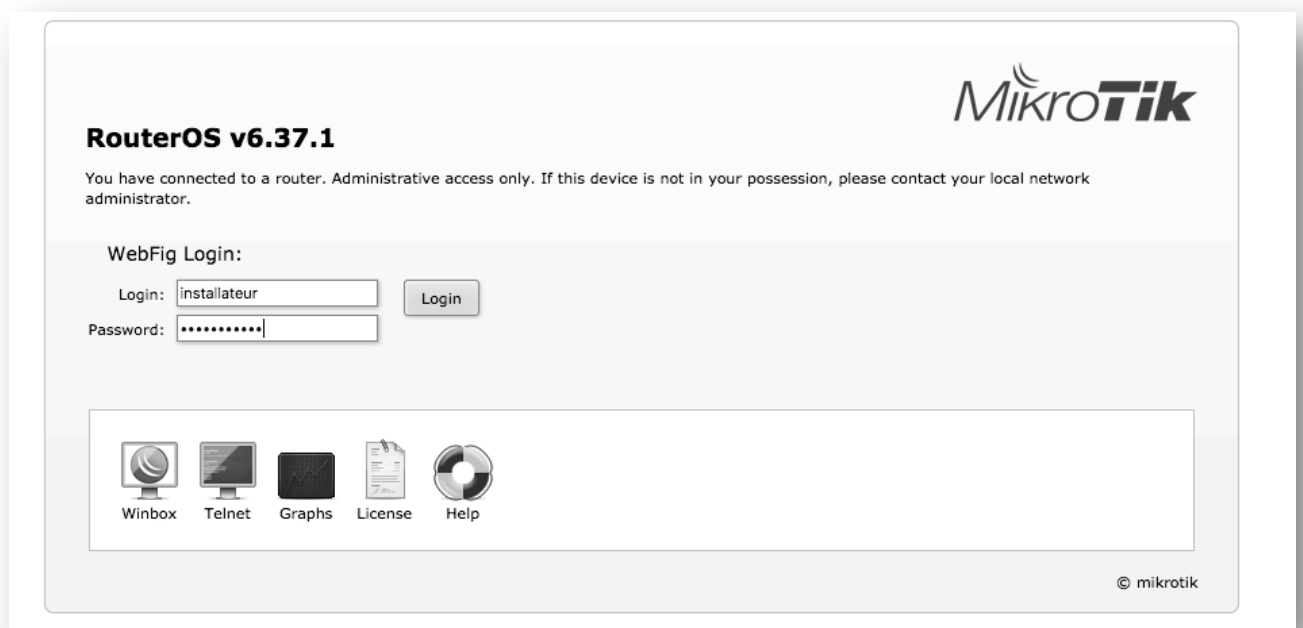 MikroTik
RouterOS v6.37.1
You have connected to a router. Administrative access only. If this device is not in your possession, please contact your local network
administrator.
WebFig Login:
Login: installateur
Login
Password: •••••••••••
Winbox Telnet Graphs License Help
© mikrotik